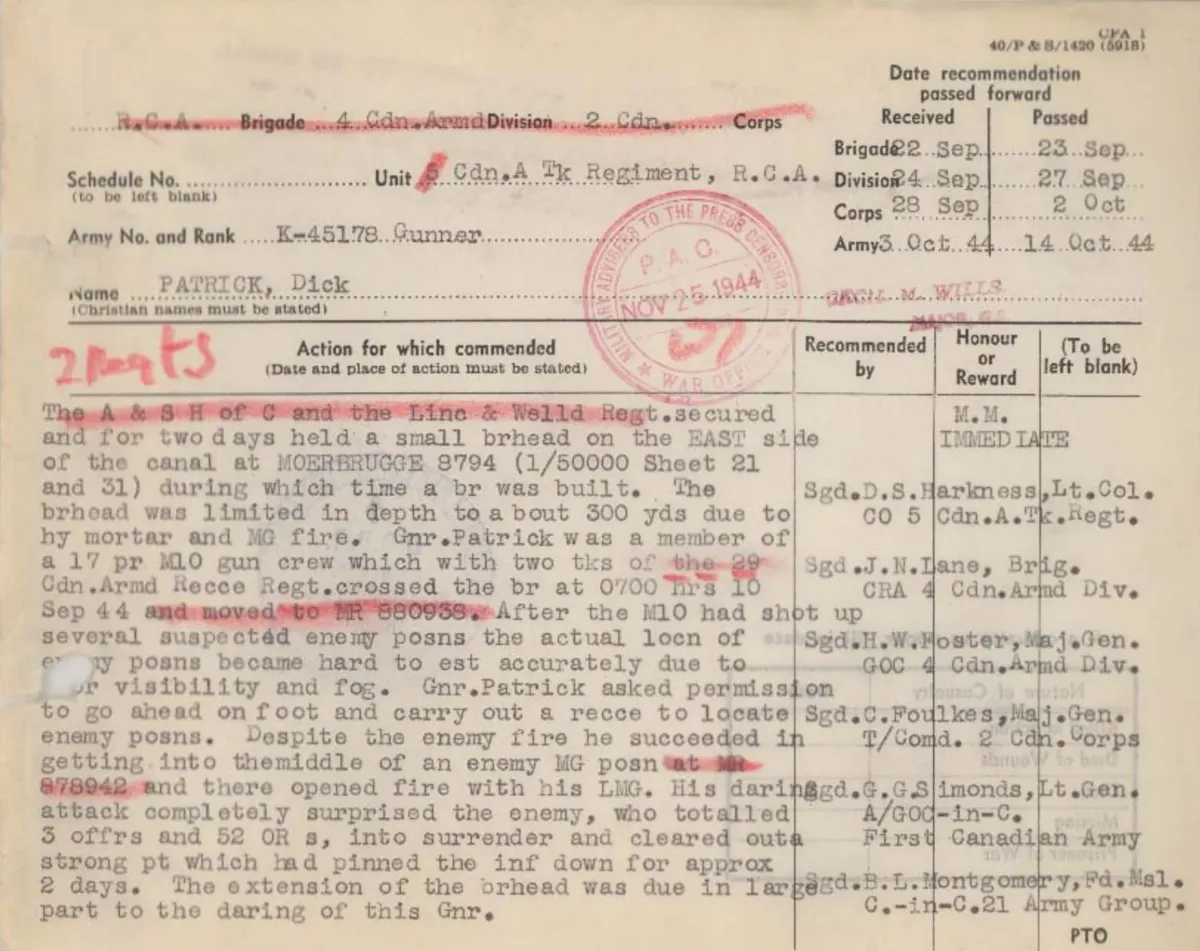 CFA 1
40/P & S/1420 (5918)
Date recommendation
passed forward
Received Passed
R.C.A. Brigade 4 Cdn.Armd Division 2 Cdn. Corps
Brigade 22 Sep 23 Sep
Schedule No. Unit 5 Cdn.A Tk Regiment, R.C.A.
(to be left blank)
Division 24 Sep 27 Sep
Corps 28 Sep 2 Oct
Army No. and Rank K-45178 Gunner
Army 3 Oct 44 14 Oct 44
Name PATRICK, Dick
(Christian names must be stated)
MILITARY ADVISER TO THE PRESS CENSOR
P. A. C.
NOV 25 1944
WAR OFFICE
CECIL M. WILLS
MAJOR G.S.
2 Regts
Action for which commended
(Date and place of action must be stated)
Recommended
by
Honour
or
Reward
(To be
left blank)
The A & S H of C and the Linc & Welld Regt.secured
and for two days held a small brhead on the EAST side
of the canal at MOERBRUGGE 8794 (1/50000 Sheet 21
and 31) during which time a br was built. The
brhead was limited in depth to a bout 300 yds due to
hy mortar and MG fire. Gnr.Patrick was a member of
a 17 pr M10 gun crew which with two tks of the 29
Cdn.Armd Recce Regt.crossed the br at 0700 hrs 10
Sep 44 and moved to MR 880938. After the M10 had shot up
several suspected enemy posns the actual locn of
posns became hard to est accurately due to
visibility and fog. Gnr.Patrick asked permission
to go ahead on foot and carry out a recce to locate
enemy posns. Despite the enemy fire he succeeded in
getting into themiddle of an enemy MG posn at MR
878942 and there opened fire with his LMG. His daring
attack completely surprised the enemy, who totalled
3 offrs and 52 OR s, into surrender and cleared outa
strong pt which had pinned the inf down for approx
2 days. The extension of the brhead was due in large
part to the daring of this Gnr.
M.M.
IMMEDIATE
Sgd.D.S.Harkness,Lt.Col.
CO 5 Cdn.A.Tk.Regt.
Sgd.J.N.Lane, Brig.
CRA 4 Cdn.Armd Div.
Sgd.H.W.Foster,Maj.Gen.
GOC 4 Cdn.Armd Div.
Sgd.C.Foulkes,Maj.Gen.
T/Comd. 2 Cdn.Corps
Sgd.G.G.Simonds,Lt.Gen.
A/GOC-in-C.
First Canadian Army
Sgd.B.L.Montgomery,Fd.Msl.
C.-in-C.21 Army Group.
PTO